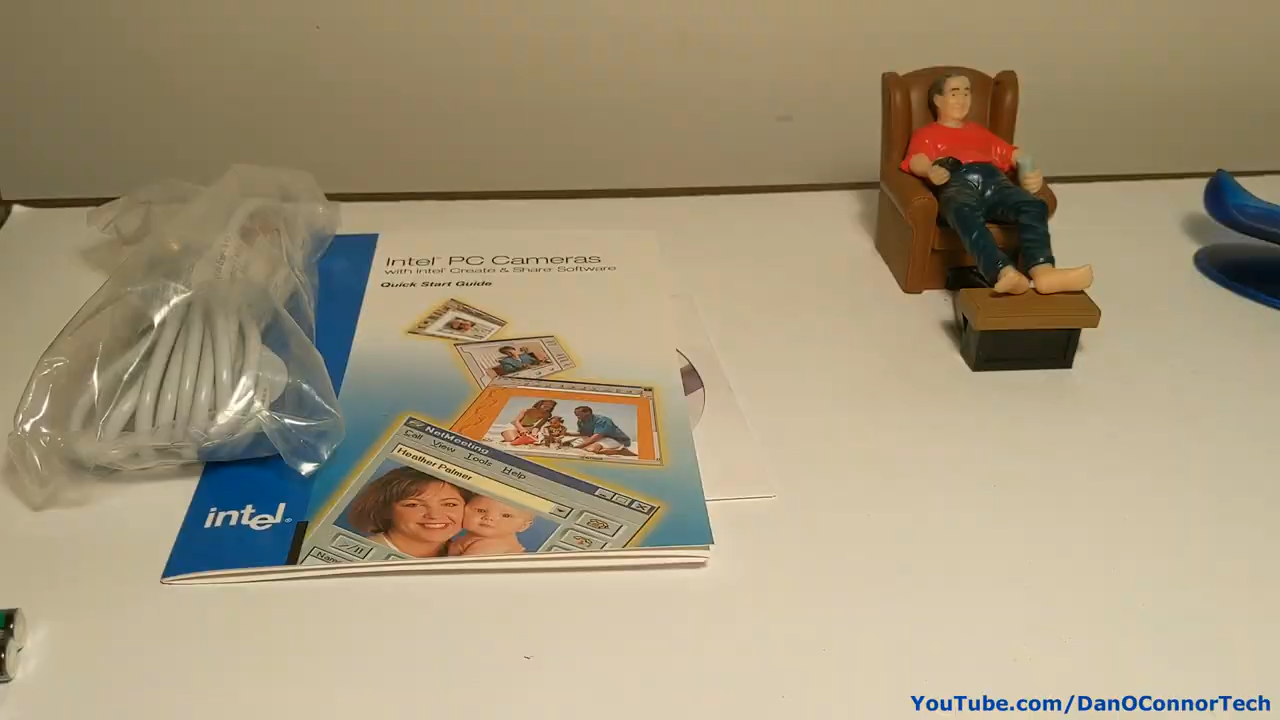 Intel® PC Cameras
with Intel® Create & Share® Software
Quick Start Guide
NetMeeting
Call View Tools Help
Heather Palmer
Name
intel®
YouTube.com/DanOConnorTech